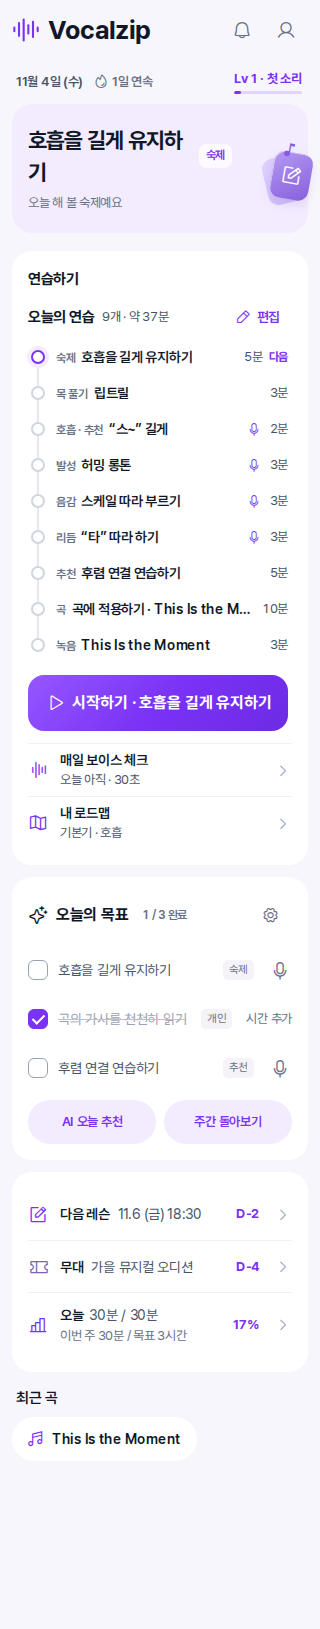 Vocalzip
11월 4일 (수) 1일 연속 Lv 1 · 첫 소리
호흡을 길게 유지하
기
숙제
오늘 해 볼 숙제예요
연습하기
오늘의 연습 9개 · 약 37분 편집
숙제 호흡을 길게 유지하기 5분 다음
목 풀기 립트릴 3분
호흡 · 추천 “스~” 길게 2분
발성 허밍 롱톤 3분
음감 스케일 따라 부르기 3분
리듬 “타” 따라 하기 3분
추천 후렴 연결 연습하기 5분
곡 곡에 적용하기 · This Is the M... 10분
녹음 This Is the Moment 3분
시작하기 · 호흡을 길게 유지하기
매일 보이스 체크
오늘 아직 · 30초
내 로드맵
기본기 · 호흡
오늘의 목표 1 / 3 완료
호흡을 길게 유지하기 숙제
곡의 가사를 천천히 읽기 개인 시간 추가
후렴 연결 연습하기 추천
AI 오늘 추천 주간 돌아보기
다음 레슨 11.6 (금) 18:30 D-2
무대 가을 뮤지컬 오디션 D-4
오늘 30분 / 30분
이번 주 30분 / 목표 3시간 17%
최근 곡
This Is the Moment